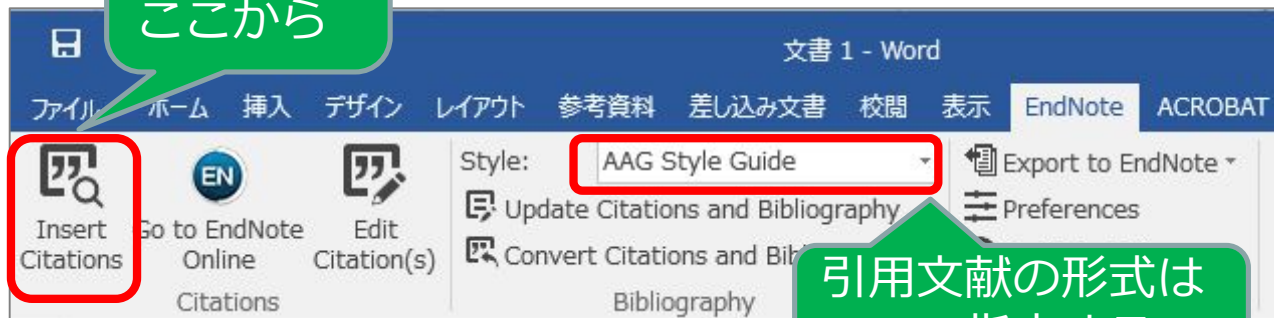 ここから
文書 1 - Word
ファイル ホーム 挿入 デザイン レイアウト 参考資料 差し込み文書 校閲 表示 EndNote ACROBAT
Insert Citations
Go to EndNote Online
Edit Citation(s)
Citations
Style: AAG Style Guide
Update Citations and Bibliography
Convert Citations and
Bibliography
Export to EndNote
Preferences
引用文献の形式は